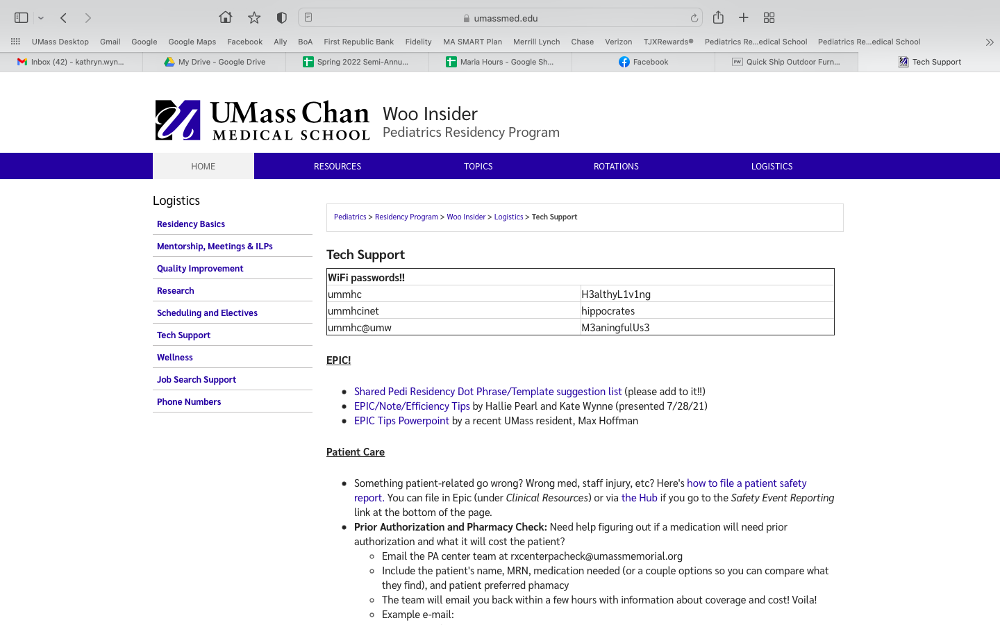 umassmed.edu
UMass Desktop Gmail Google Google Maps Facebook Ally BoA First Republic Bank Fidelity MA SMART Plan Merrill Lynch Chase Verizon TJXRewards® Pediatrics Re...edical School Pediatrics Re...edical School
Inbox (42) - kathryn.wyn... My Drive - Google Drive Spring 2022 Semi-Annu... Maria Hours - Google Sh... Facebook PW Quick Ship Outdoor Furn... Tech Support
UMass Chan
MEDICAL SCHOOL
Woo Insider
Pediatrics Residency Program
HOME RESOURCES TOPICS ROTATIONS LOGISTICS
Logistics
Residency Basics
Mentorship, Meetings & ILPs
Quality Improvement
Research
Scheduling and Electives
Tech Support
Wellness
Job Search Support
Phone Numbers
Pediatrics > Residency Program > Woo Insider > Logistics > Tech Support
Tech Support
WiFi passwords!!
ummhc H3althyL1v1ng
ummhcinet hippocrates
ummhc@umw M3aningfulUs3
EPIC!
Shared Pedi Residency Dot Phrase/Template suggestion list (please add to it!!)
EPIC/Note/Efficiency Tips by Hallie Pearl and Kate Wynne (presented 7/28/21)
EPIC Tips Powerpoint by a recent UMass resident, Max Hoffman
Patient Care
Something patient-related go wrong? Wrong med, staff injury, etc? Here's how to file a patient safety
report. You can file in Epic (under Clinical Resources) or via the Hub if you go to the Safety Event Reporting
link at the bottom of the page.
Prior Authorization and Pharmacy Check: Need help figuring out if a medication will need prior
authorization and what it will cost the patient?
Email the PA center team at rxcenterpacheck@umassmemorial.org
Include the patient's name, MRN, medication needed (or a couple options so you can compare what
they find), and patient preferred phamacy
The team will email you back within a few hours with information about coverage and cost! Voila!
Example e-mail: